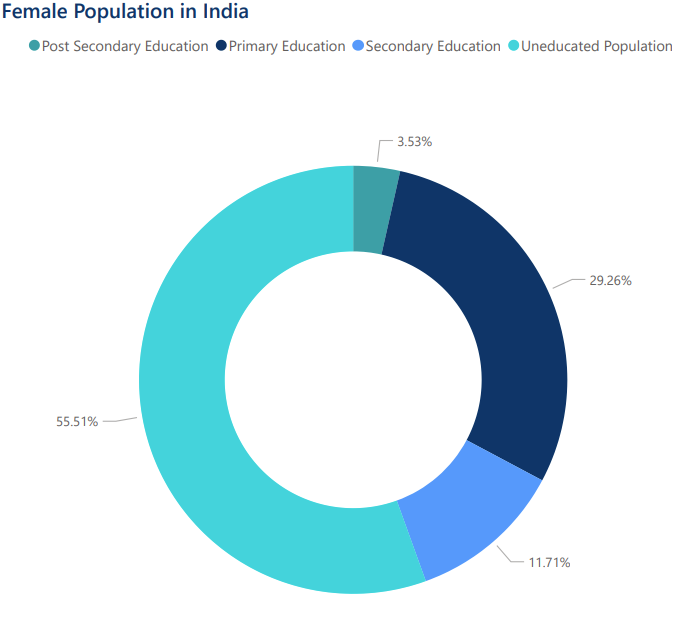 Female Population in India
Post Secondary Education Primary Education Secondary Education Uneducated Population
3.53%
29.26%
55.51%
11.71%